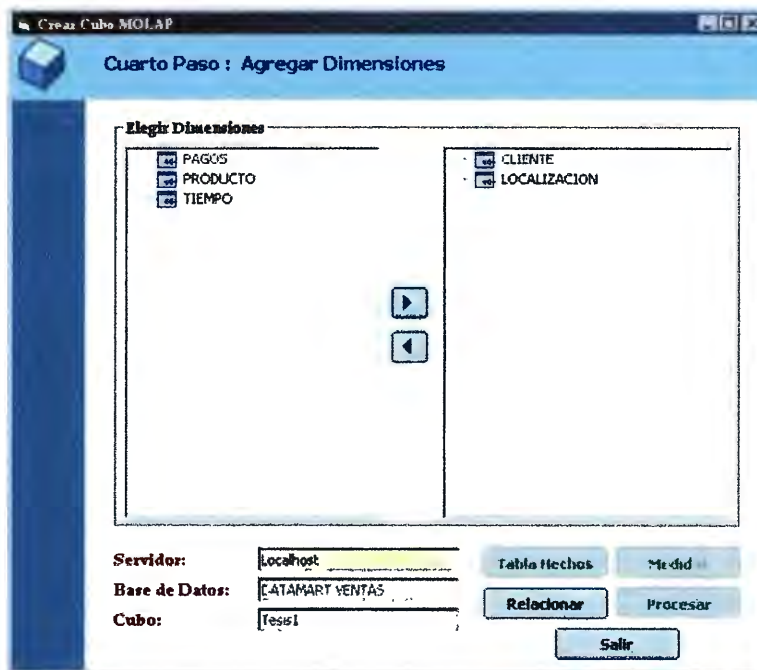 Crear Cubo MOLAP
Cuarto Paso : Agregar Dimensiones
Elegir Dimensiones
PAGOS
PRODUCTO
TIEMPO
CLIENTE
LOCALIZACION
Servidor: Localhost
Tabla Hechos
Base de Datos: DATAMART VENTAS
Relacionar Procesar
Cubo: Tesis1
Salir